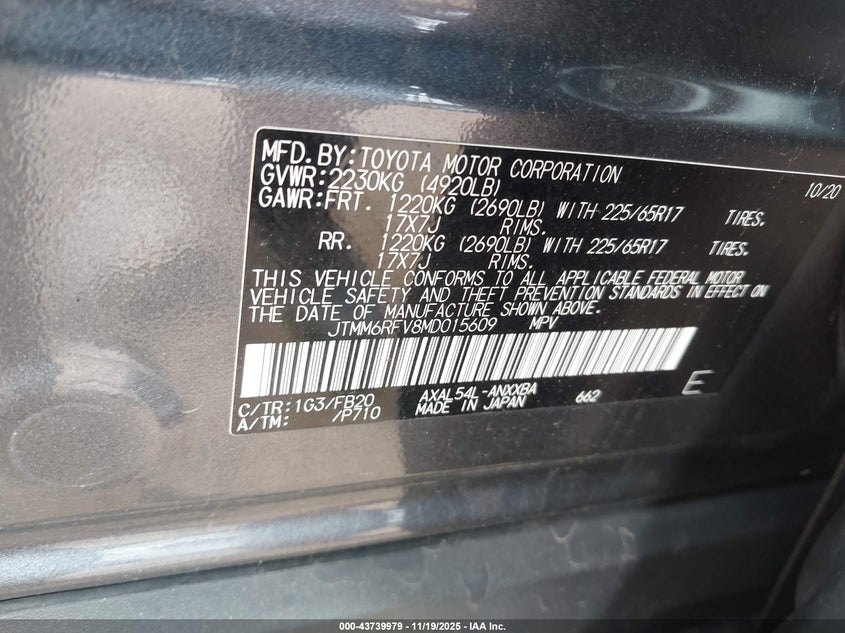 MFD.BY:TOYOTA MOTOR CORPORATION 10/20
GVWR:2230KG (4920LB)
GAWR:FRT. 1220KG (2690LB) WITH 225/65R17 TIRES.
17X7J RIMS.
RR. 1220KG (2690LB) WITH 225/65R17 TIRES.
17X7J RIMS.
THIS VEHICLE CONFORMS TO ALL APPLICABLE FEDERAL MOTOR
VEHICLE SAFETY AND THEFT PREVENTION STANDARDS IN EFFECT ON
THE DATE OF MANUFACTURE SHOWN ABOVE.
JTMM6RFV8MD015609 MPV
C/TR:1G3/FB20 AXAL54L-ANXXBA 662 E
A/TM: /P710 MADE IN JAPAN
000-43739979 - 11/19/2025 - IAA Inc.